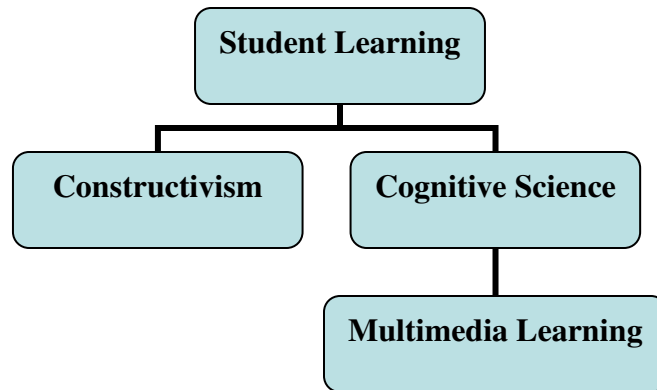 Student Learning
Constructivism
Cognitive Science
Multimedia Learning